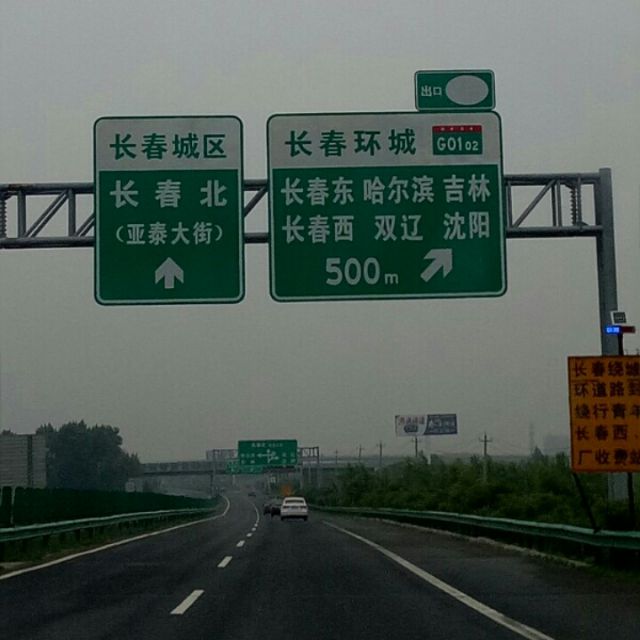 出口
长春城区
长春北
(亚泰大街)
长春环城 G0102
长春东 哈尔滨 吉林
长春西 双辽 沈阳
500m
长春绕城
环道路
绕行青年
长春西
厂收费站